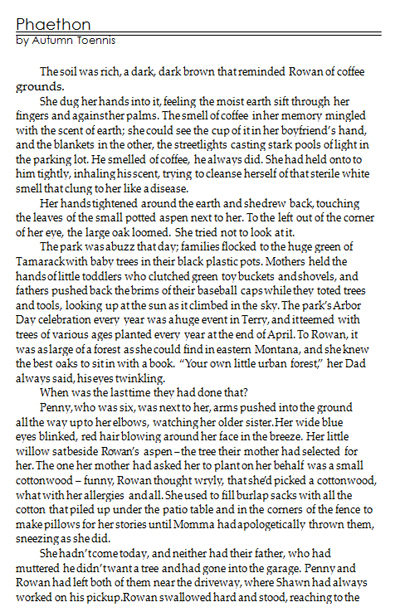 Phaethon
by Autumn Toennis
The soil was rich, a dark, dark brown that reminded Rowan of coffee
grounds.
She dug her hands into it, feeling the moist earth sift through her
fingers and against her palms. The smell of coffee in her memory mingled
with the scent of earth; she could see the cup of it in her boyfriend's hand,
and the blankets in the other, the streetlights casting stark pools of light in
the parking lot. He smelled of coffee, he always did. She had held onto to
him tightly, inhaling his scent, trying to cleanse herself of that sterile white
smell that clung to her like a disease.
Her hands tightened around the earth and she drew back, touching
the leaves of the small potted aspen next to her. To the left out of the corner
of her eye, the large oak loomed. She tried not to look at it.
The park was abuzz that day; families flocked to the huge green of
Tamarack with baby trees in their black plastic pots. Mothers held the
hands of little toddlers who clutched green toy buckets and shovels, and
fathers pushed back the brims of their baseball caps while they toted trees
and tools, looking up at the sun as it climbed in the sky. The park's Arbor
Day celebration every year was a huge event in Terry, and it teemed with
trees of various ages planted every year at the end of April. To Rowan, it
was as large of a forest as she could find in eastern Montana, and she knew
the best oaks to sit in with a book. "Your own little urban forest," her Dad
always said, his eyes twinkling.
When was the last time they had done that?
Penny, who was six, was next to her, arms pushed into the ground
all the way up to her elbows, watching her older sister. Her wide blue
eyes blinked, red hair blowing around her face in the breeze. Her little
willow sat beside Rowan's aspen – the tree their mother had selected for
her. The one her mother had asked her to plant on her behalf was a small
cottonwood – funny, Rowan thought wryly, that she'd picked a cottonwood,
what with her allergies and all. She used to fill burlap sacks with all the
cotton that piled up under the patio table and in the corners of the fence to
make pillows for her stories until Momma had apologetically thrown them,
sneezing as she did.
She hadn't come today, and neither had their father, who had
muttered he didn't want a tree and had gone into the garage. Penny and
Rowan had left both of them near the driveway, where Shawn had always
worked on his pickup. Rowan swallowed hard and stood, reaching to the